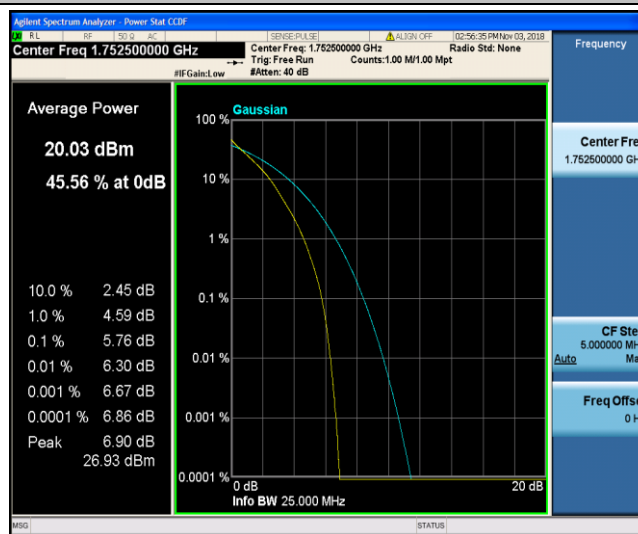 Agilent Spectrum Analyzer - Power Stat CCDF
RL RF 50 Ω AC SENSE:PULSE ALIGN OFF 02:56:35 PM Nov 03, 2018
Center Freq 1.752500000 GHz
Center Freq: 1.752500000 GHz Radio Std: None
Trig: Free Run Counts:1.00 M/1.00 Mpt
#IFGain:Low #Atten: 40 dB
Frequency
Average Power
20.03 dBm
45.56 % at 0dB
10.0 % 2.45 dB
1.0 % 4.59 dB
0.1 % 5.76 dB
0.01 % 6.30 dB
0.001 % 6.67 dB
0.0001 % 6.86 dB
Peak 6.90 dB
26.93 dBm
Gaussian
100 %
10 %
1 %
0.1 %
0.01 %
0.001 %
0.0001 %
0 dB 20 dB
Info BW 25.000 MHz
Center Fre
1.752500000 GH
CF Ste
5.000000 MH
Auto Ma
Freq Offse
0 H
MSG STATUS